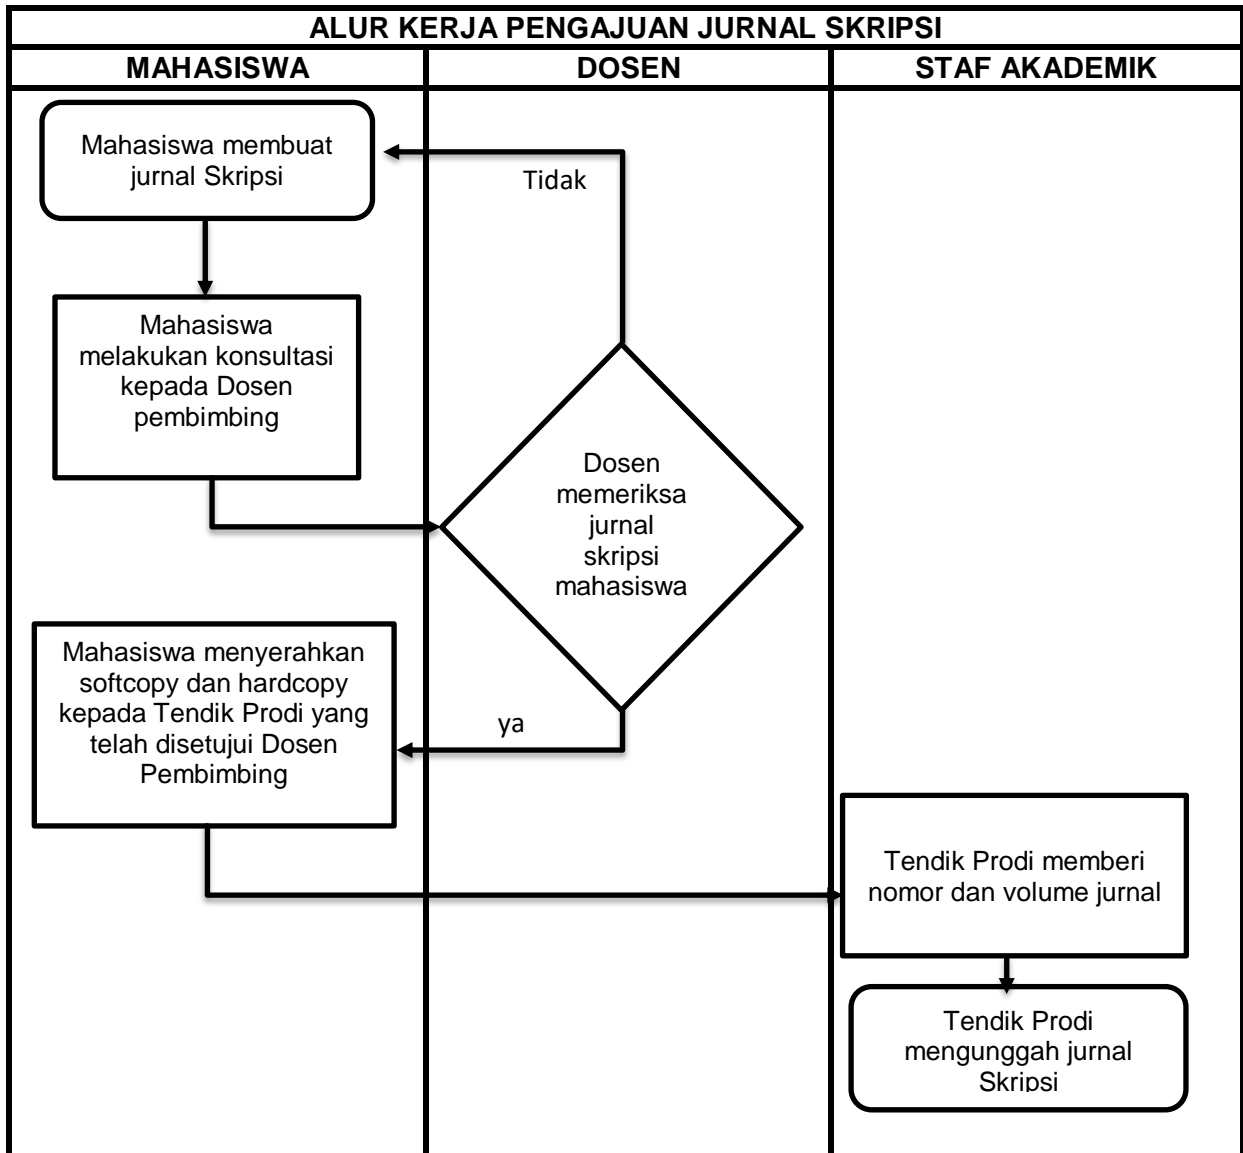 ALUR KERJA PENGAJUAN JURNAL SKRIPSI
MAHASISWA
DOSEN
STAF AKADEMIK
Mahasiswa membuat
jurnal Skripsi
Tidak
Mahasiswa
melakukan konsultasi
kepada Dosen
pembimbing
Dosen
memeriksa
jurnal
skripsi
mahasiswa
Mahasiswa menyerahkan
softcopy dan hardcopy
kepada Tendik Prodi yang
telah disetujui Dosen
Pembimbing
ya
Tendik Prodi memberi
nomor dan volume jurnal
Tendik Prodi
mengunggah jurnal
Skripsi